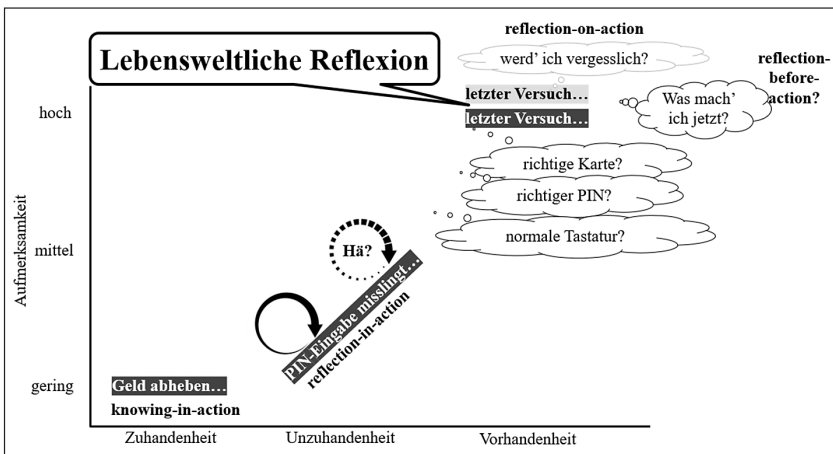 reflection-on-action
Lebensweltliche Reflexion
werd' ich vergesslich?
reflection-
before-
action?
hoch
letzter Versuch…
letzter Versuch…
Was mach'
ich jetzt?
richtige Karte?
richtiger PIN?
normale Tastatur?
Aufmerksamkeit
mittel
Hä?
PIN-Eingabe misslingt…
reflection-in-action
gering
Geld abheben…
knowing-in-action
Zuhandenheit
Unzuhandenheit
Vorhandenheit